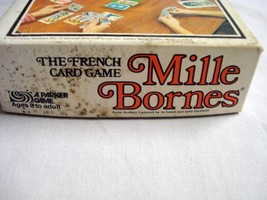 THE FRENCH
CARD GAME
Mille
Bornes®
A PARKER
GAME
Ages 8 to adult